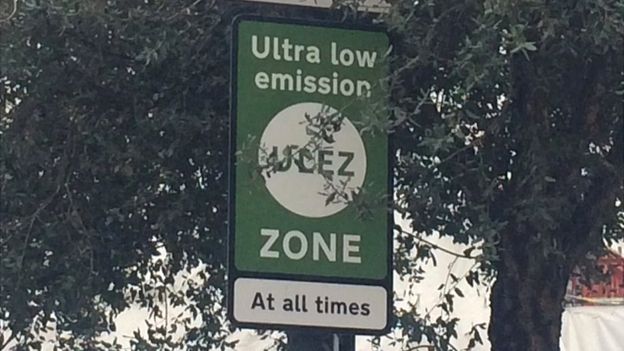 Ultra low
emission
ULEZ
ZONE
At all times